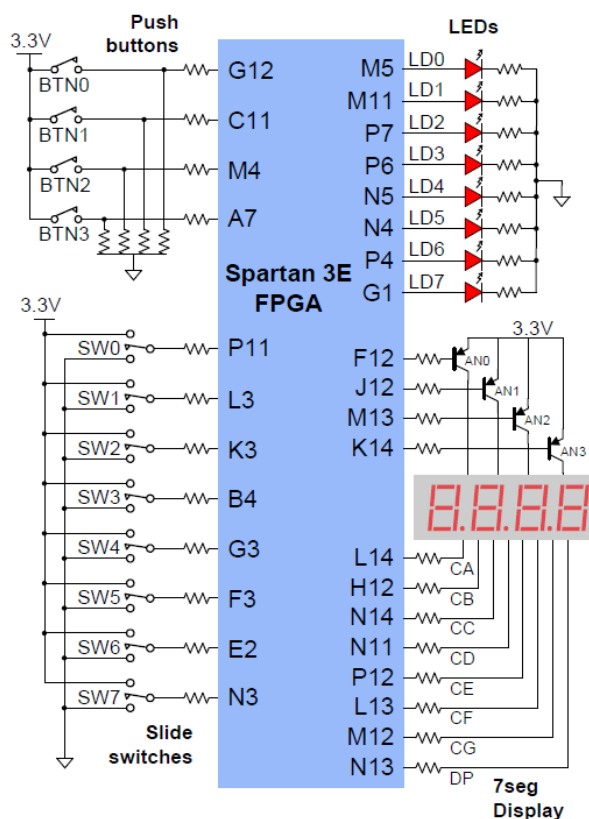 Push
buttons
3.3V
BTN0
BTN1
BTN2
BTN3
G12
C11
M4
A7
LEDs
M5 LD0
M11 LD1
P7 LD2
P6 LD3
N5 LD4
N4 LD5
P4 LD6
G1 LD7
Spartan 3E
FPGA
3.3V
SW0 P11
SW1 L3
SW2 K3
SW3 B4
SW4 G3
SW5 F3
SW6 E2
SW7 N3
Slide
switches
3.3V
F12 AN0
J12 AN1
M13 AN2
K14 AN3
8.8.8.8
L14 CA
H12 CB
N14 CC
N11 CD
P12 CE
L13 CF
M12 CG
N13 DP
7seg
Display